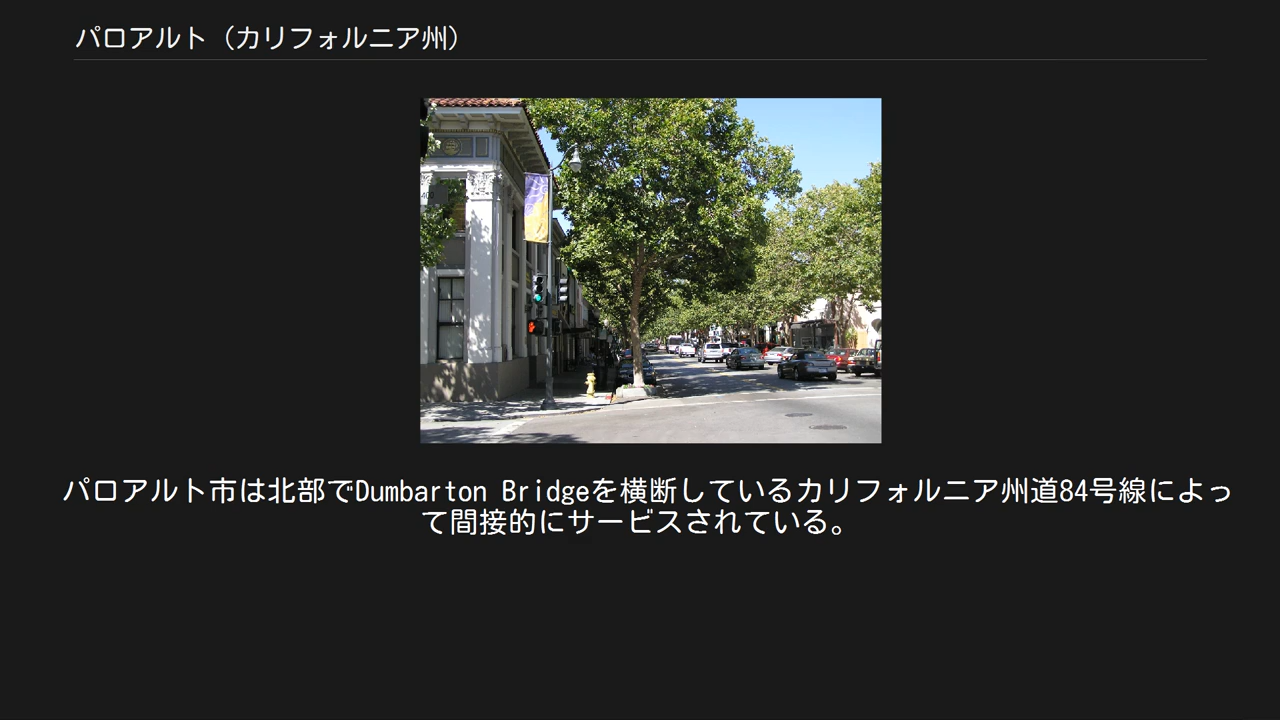 パロアルト（カリフォルニア州）
パロアルト市は北部でDumbarton Bridgeを横断しているカリフォルニア州道84号線によっ
て間接的にサービスされている。